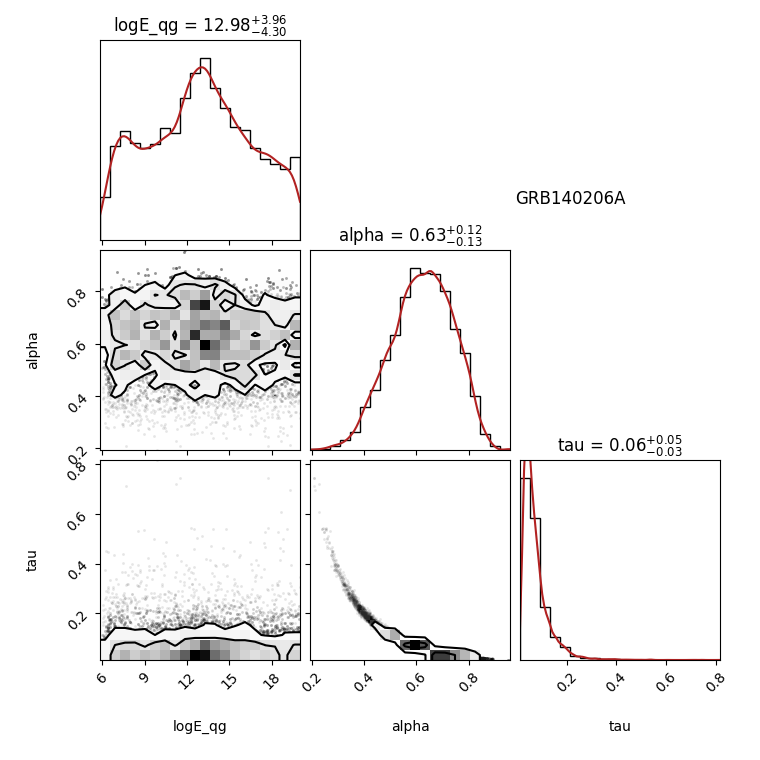 logE_qg = 12.98+3.96−4.30
GRB140206A
alpha = 0.63+0.12−0.13
alpha
0.8
0.6
0.4
0.2
tau = 0.06+0.05−0.03
tau
0.8
0.6
0.4
0.2
6 9 12 15 18
0.2 0.4 0.6 0.8
0.2 0.4 0.6 0.8
logE_qg alpha tau